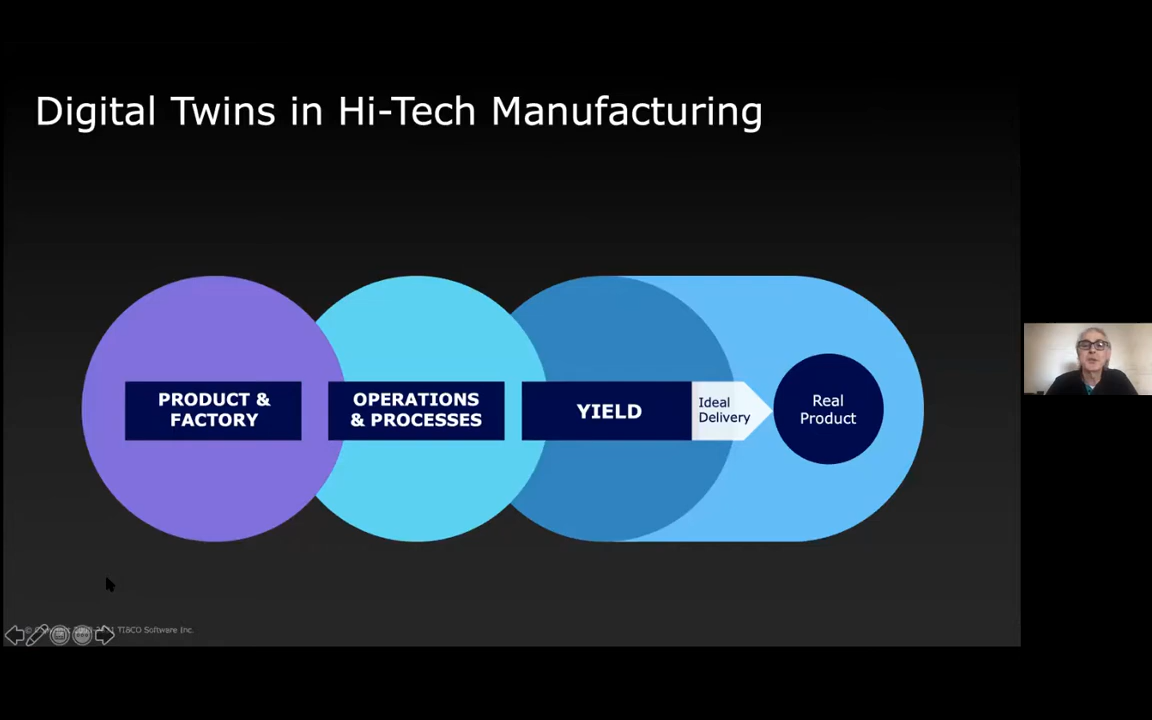 Digital Twins in Hi-Tech Manufacturing
PRODUCT &
FACTORY
OPERATIONS
& PROCESSES
YIELD
Ideal
Delivery
Real
Product
TIBCO Software Inc.